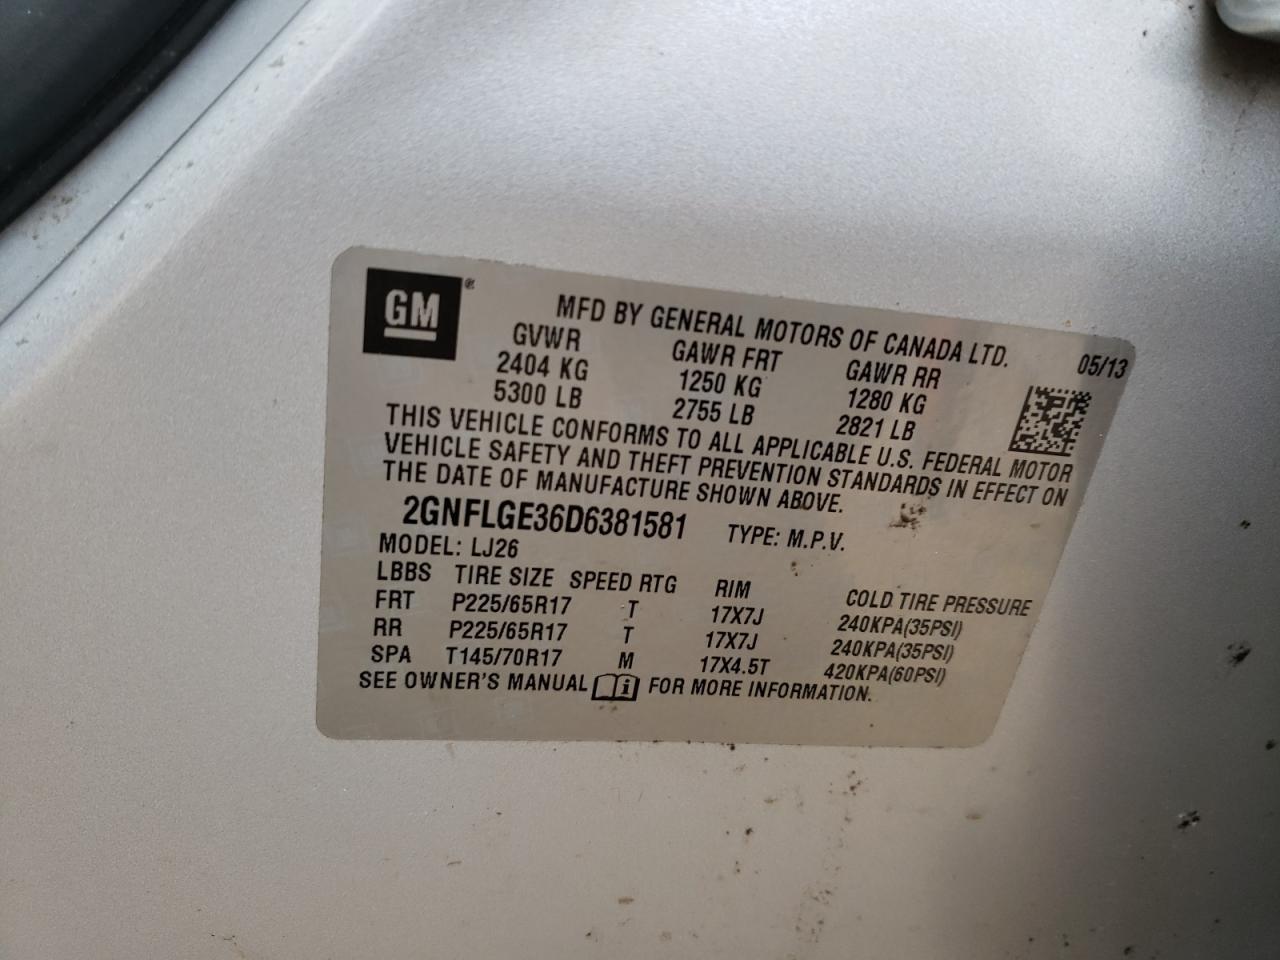 GM ®
MFD BY GENERAL MOTORS OF CANADA LTD. 05/13
GVWR GAWR FRT GAWR RR
2404 KG 1250 KG 1280 KG
5300 LB 2755 LB 2821 LB
THIS VEHICLE CONFORMS TO ALL APPLICABLE U.S. FEDERAL MOTOR
VEHICLE SAFETY AND THEFT PREVENTION STANDARDS IN EFFECT ON
THE DATE OF MANUFACTURE SHOWN ABOVE.
2GNFLGE36D6381581 TYPE: M.P.V.
MODEL: LJ26
LBBS TIRE SIZE SPEED RTG RIM COLD TIRE PRESSURE
FRT P225/65R17 T 17X7J 240KPA(35PSI)
RR P225/65R17 T 17X7J 240KPA(35PSI)
SPA T145/70R17 M 17X4.5T 420KPA(60PSI)
SEE OWNER'S MANUAL FOR MORE INFORMATION.